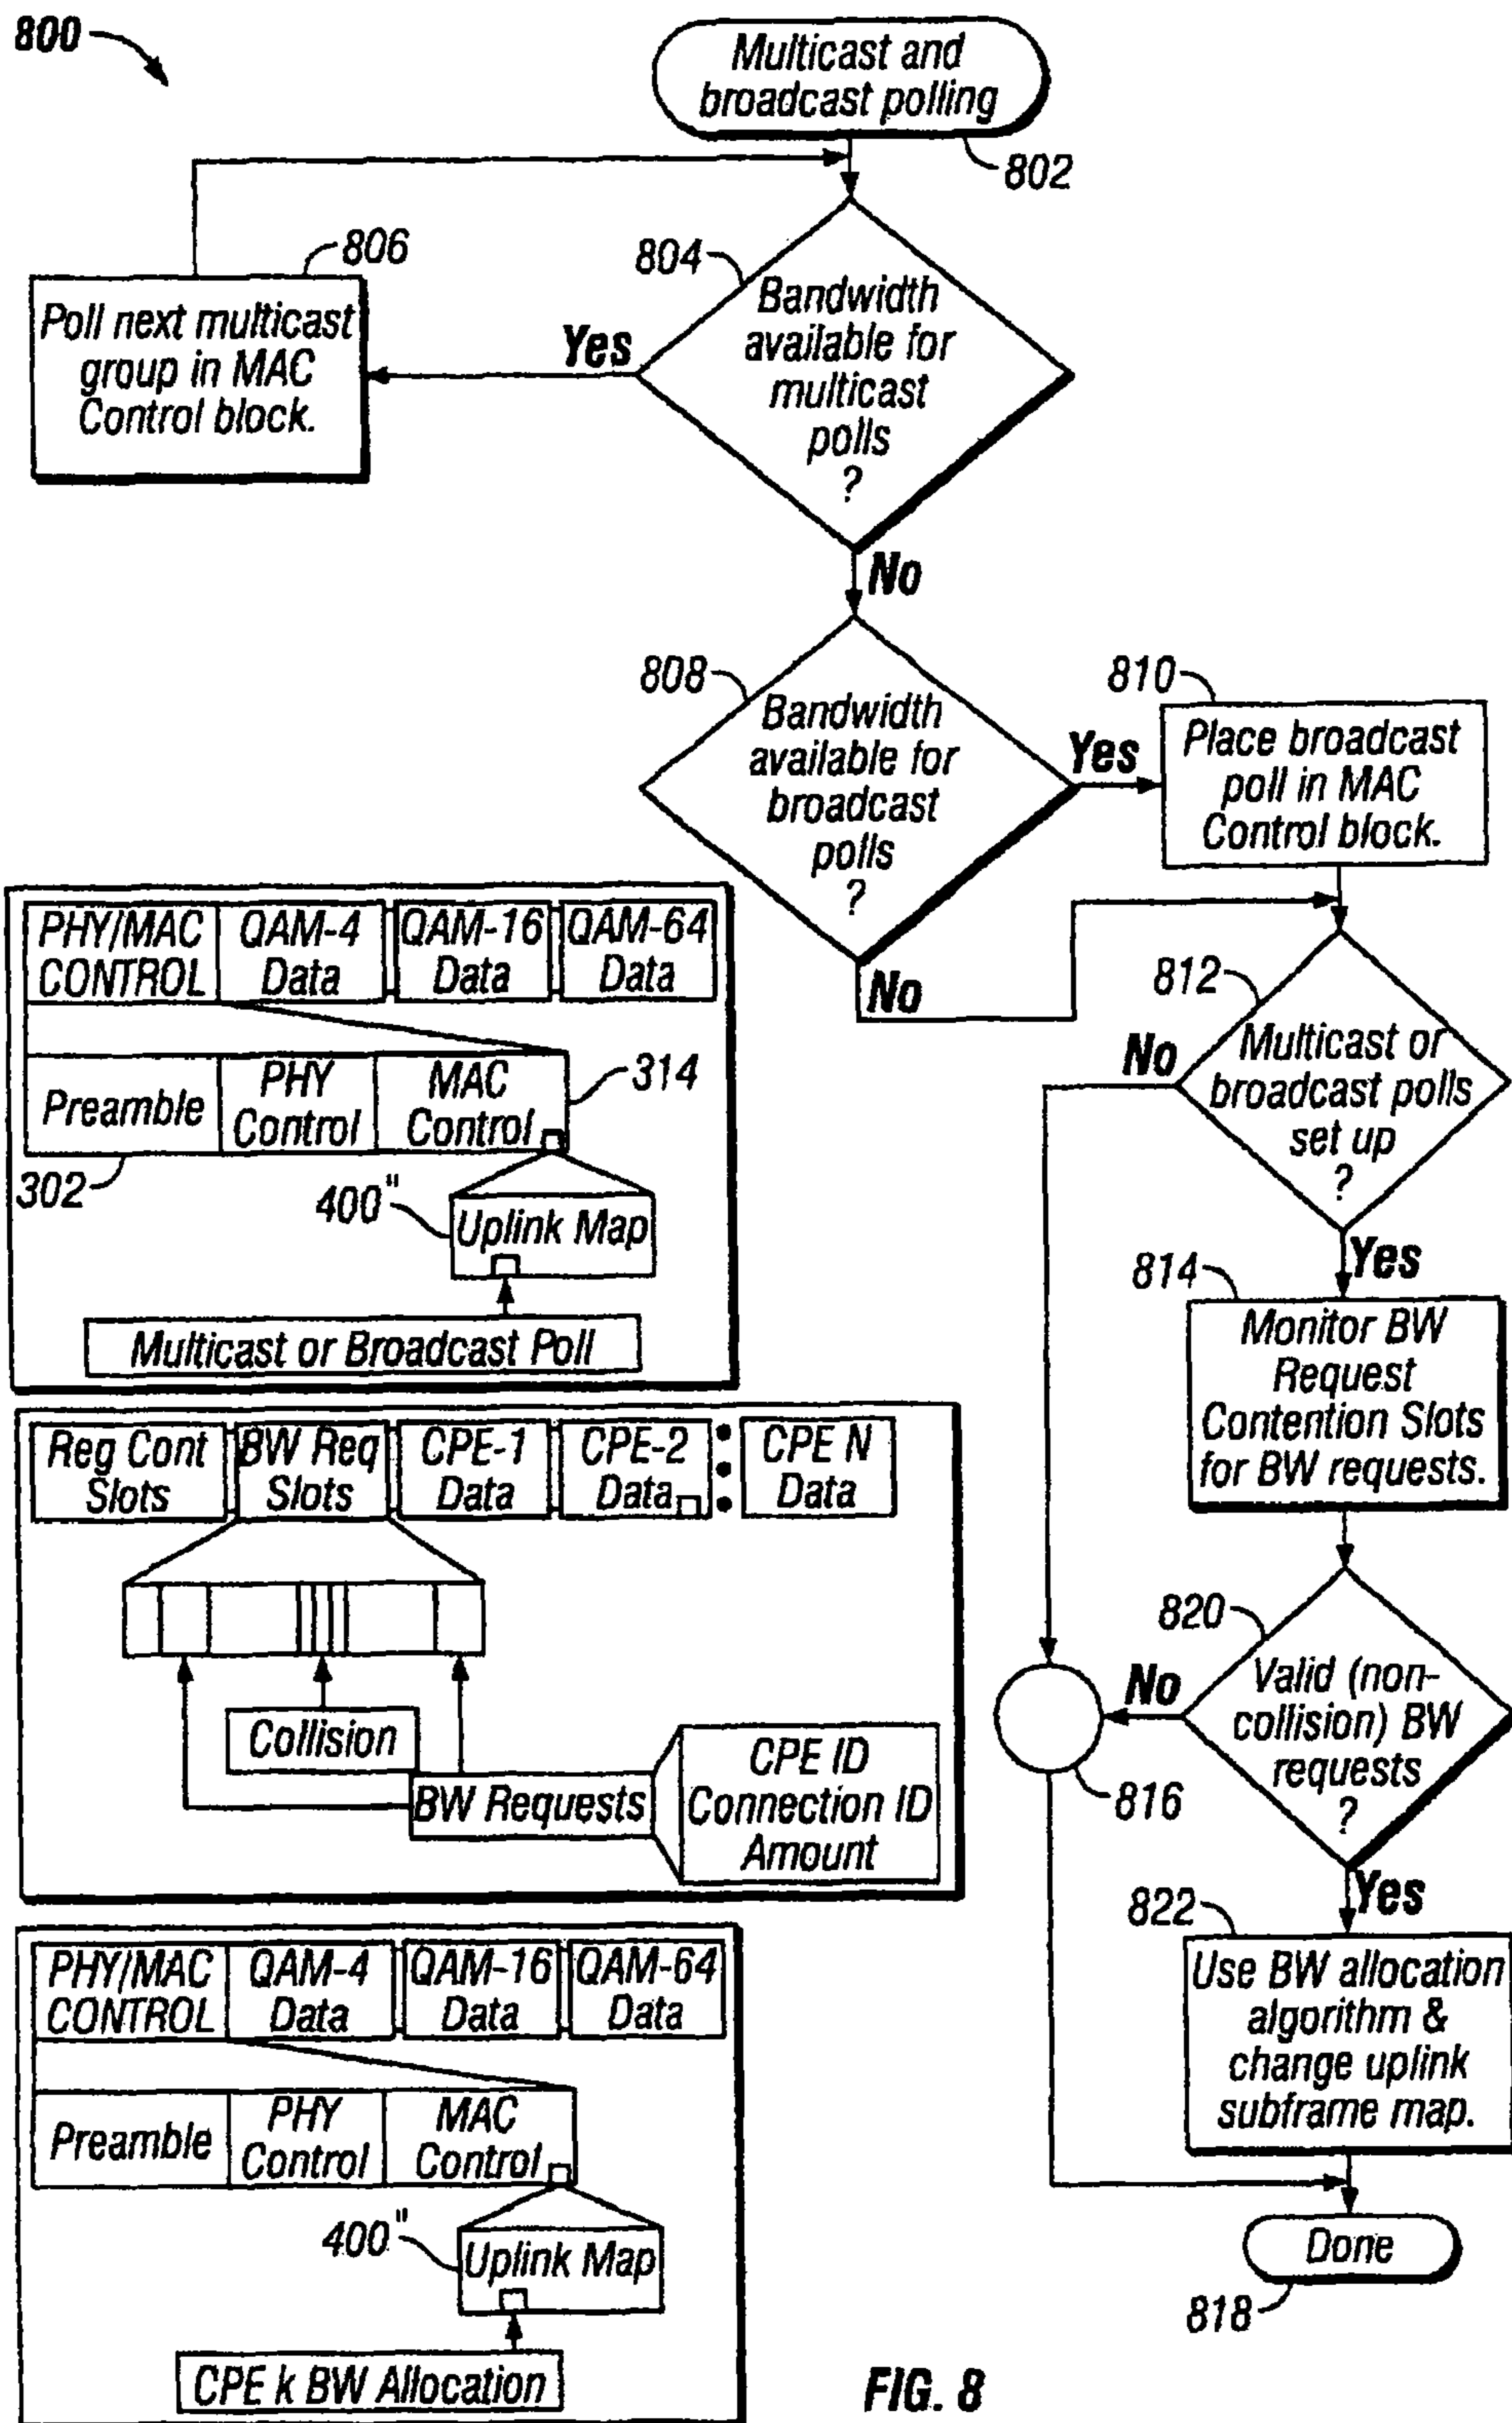 800
Multicast and
broadcast polling
802
806
Poll next multicast
group in MAC
Control block.
804
Bandwidth
available for
multicast
polls
?
Yes
No
808
Bandwidth
available for
broadcast
polls
?
Yes
No
810
Place broadcast
poll in MAC
Control block.
812
Multicast or
broadcast polls
set up
?
No
Yes
814
Monitor BW
Request
Contention Slots
for BW requests.
820
Valid (non-
collision) BW
requests
?
No
816
Yes
822
Use BW allocation
algorithm &
change uplink
subframe map.
Done
818
PHY/MAC
CONTROL
QAM-4
Data
QAM-16
Data
QAM-64
Data
Preamble
PHY
Control
MAC
Control
314
302
400"
Uplink Map
Multicast or Broadcast Poll
Reg Cont
Slots
BW Req
Slots
CPE-1
Data
CPE-2
Data
CPE N
Data
Collision
BW Requests
CPE ID
Connection ID
Amount
PHY/MAC
CONTROL
QAM-4
Data
QAM-16
Data
QAM-64
Data
Preamble
PHY
Control
MAC
Control
400"
Uplink Map
CPE k BW Allocation
FIG. 8